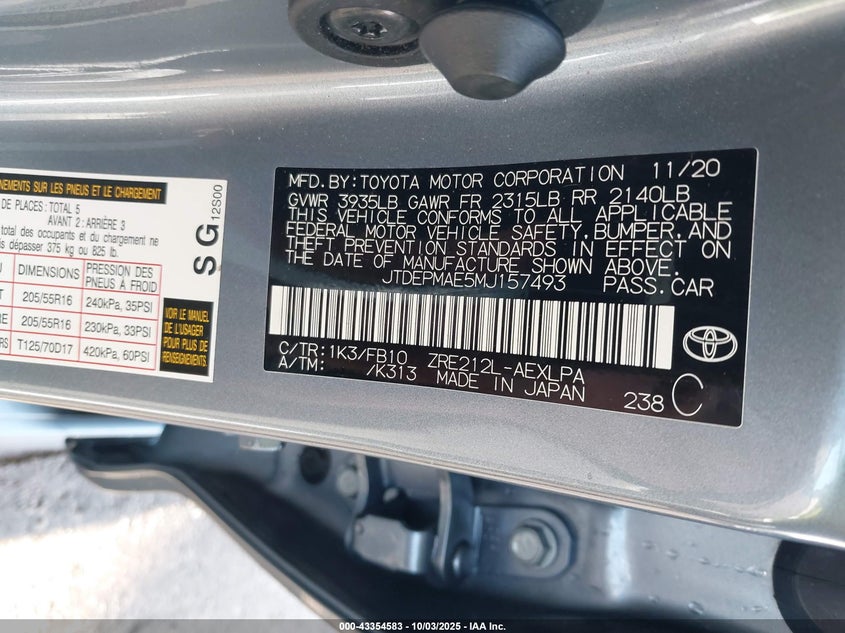 NEMENTS SUR LES PNEUS ET LE CHARGEMENT
DE PLACES: TOTAL 5
AVANT 2: ARRIÈRE 3
total des occupants et du chargement ne
dépasser 375 kg ou 825 lb.
DIMENSIONS PRESSION DES PNEUS À FROID
205/55R16 240kPa, 35PSI
205/55R16 230kPa, 33PSI
T125/70D17 420kPa, 60PSI
VOIR LE MANUEL
DE L'USAGER
POUR PLUS DE
RENSEIGNEMENTS
SG 12S00
MFD.BY:TOYOTA MOTOR CORPORATION 11/20
GVWR 3935LB GAWR FR 2315LB RR 2140LB
THIS VEHICLE CONFORMS TO ALL APPLICABLE
FEDERAL MOTOR VEHICLE SAFETY,BUMPER,AND
THEFT PREVENTION STANDARDS IN EFFECT ON
THE DATE OF MANUFACTURE SHOWN ABOVE.
JTDEPMAE5MJ157493 PASS.CAR
C/TR:1K3/FB10 ZRE212L-AEXLPA
A/TM: /K313 MADE IN JAPAN
238 C
TOYOTA
000-43354583 - 10/03/2025 - IAA Inc.